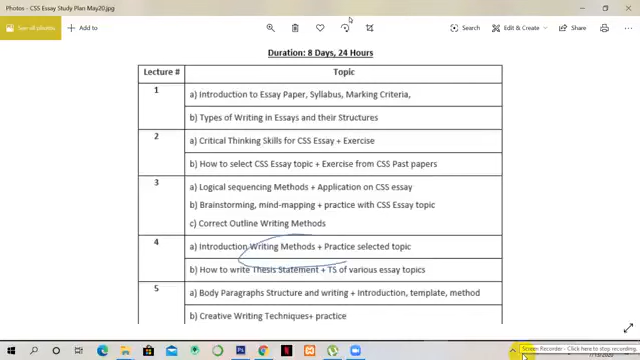 Photos - CSS Essay Study Plan May20.jpg
See all photos
Add to
Search
Edit & Create
Share
Duration: 8 Days, 24 Hours
Lecture #
Topic
1
a) Introduction to Essay Paper, Syllabus, Marking Criteria,
b) Types of Writing in Essays and their Structures
2
a) Critical Thinking Skills for CSS Essay + Exercise
b) How to select CSS Essay topic + Exercise from CSS Past papers
3
a) Logical sequencing Methods + Application on CSS essay
b) Brainstorming, mind-mapping + practice with CSS Essay topic
c) Correct Outline Writing Methods
4
a) Introduction Writing Methods + Practice selected topic
b) How to write Thesis Statement + TS of various essay topics
5
a) Body Paragraphs Structure and writing + Introduction, template, method
b) Creative Writing Techniques+ practice
Screen Recorder - Click here to stop recording.
7/13/2020